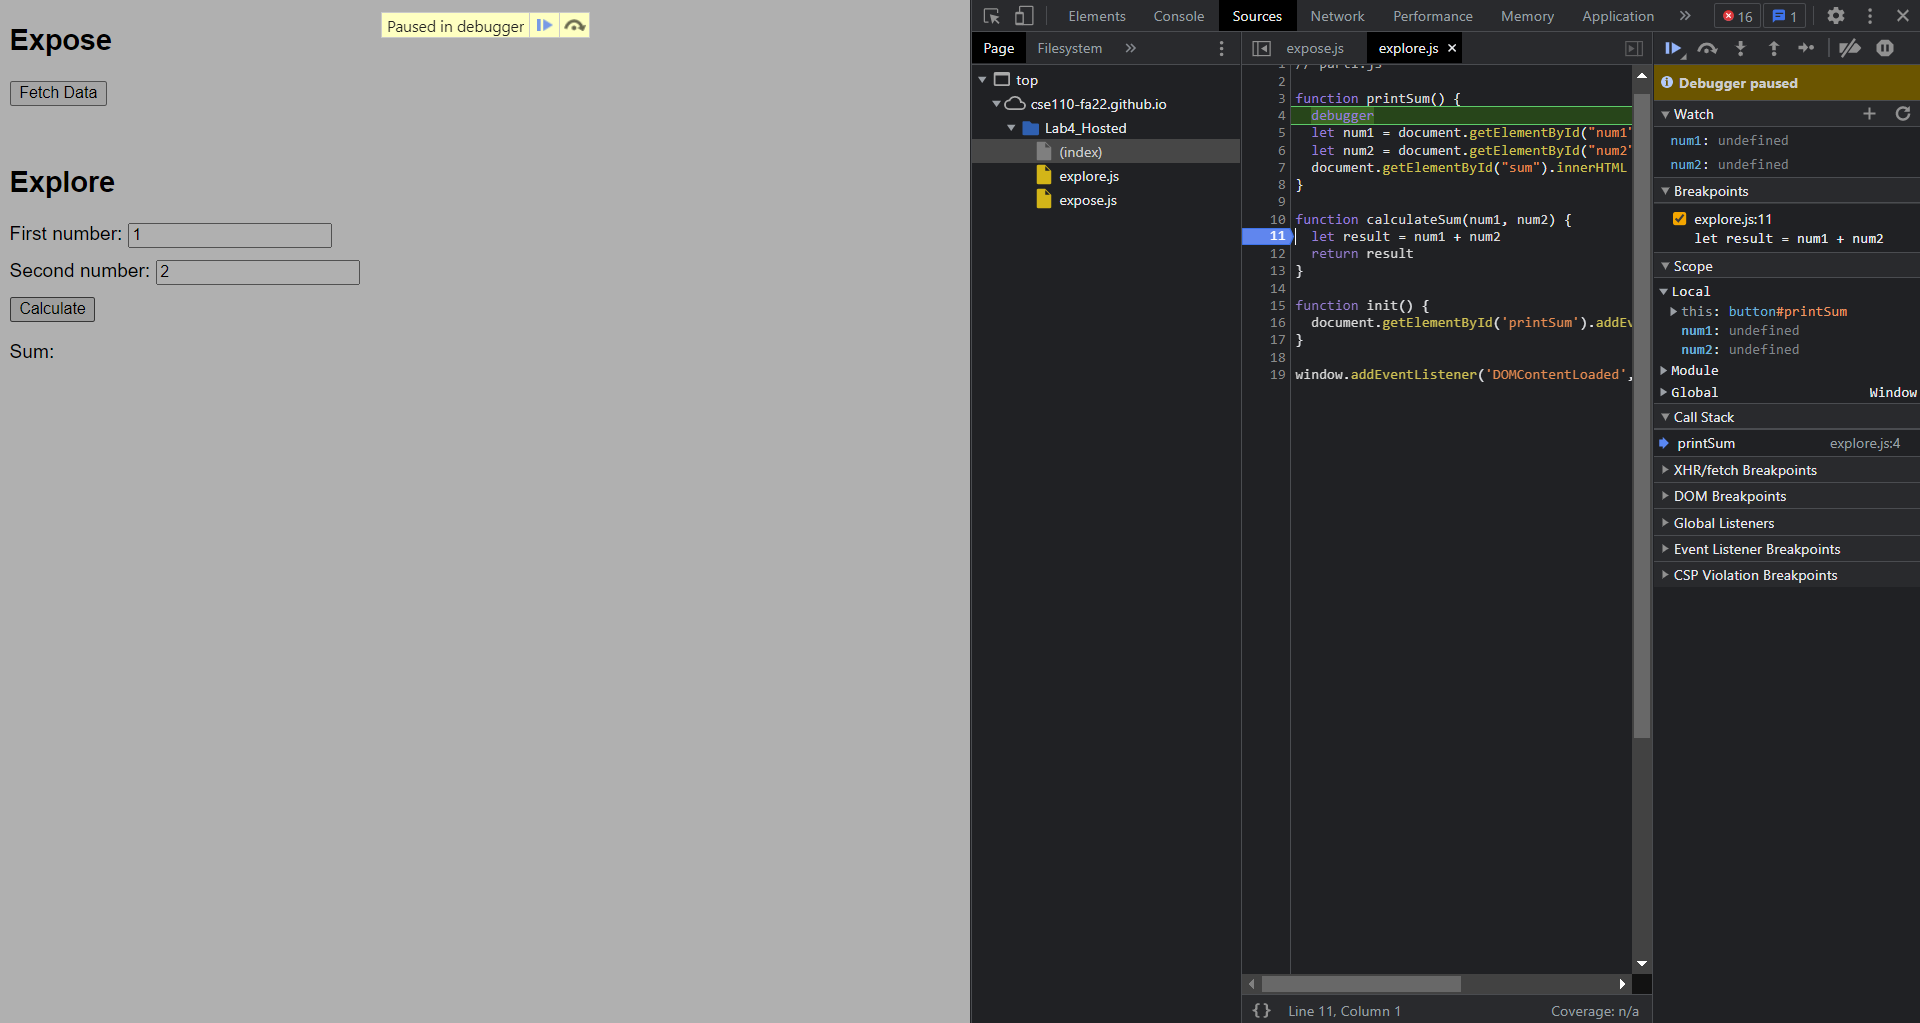 Paused in debugger
Expose
Fetch Data
Explore
First number: 1
Second number: 2
Calculate
Sum:
Elements Console Sources Network Performance Memory Application » 16 1
Page Filesystem »
top
cse110-fa22.github.io
Lab4_Hosted
(index)
explore.js
expose.js
expose.js explore.js ×
1 // part1.js
2
3 function printSum() {
4 debugger
5 let num1 = document.getElementById("num1"
6 let num2 = document.getElementById("num2"
7 document.getElementById("sum").innerHTML
8 }
9
10 function calculateSum(num1, num2) {
11 let result = num1 + num2
12 return result
13 }
14
15 function init() {
16 document.getElementById('printSum').addEv
17 }
18
19 window.addEventListener('DOMContentLoaded',
{} Line 11, Column 1 Coverage: n/a
Debugger paused
Watch
num1: undefined
num2: undefined
Breakpoints
explore.js:11
let result = num1 + num2
Scope
Local
this: button#printSum
num1: undefined
num2: undefined
Module
Global Window
Call Stack
printSum explore.js:4
XHR/fetch Breakpoints
DOM Breakpoints
Global Listeners
Event Listener Breakpoints
CSP Violation Breakpoints